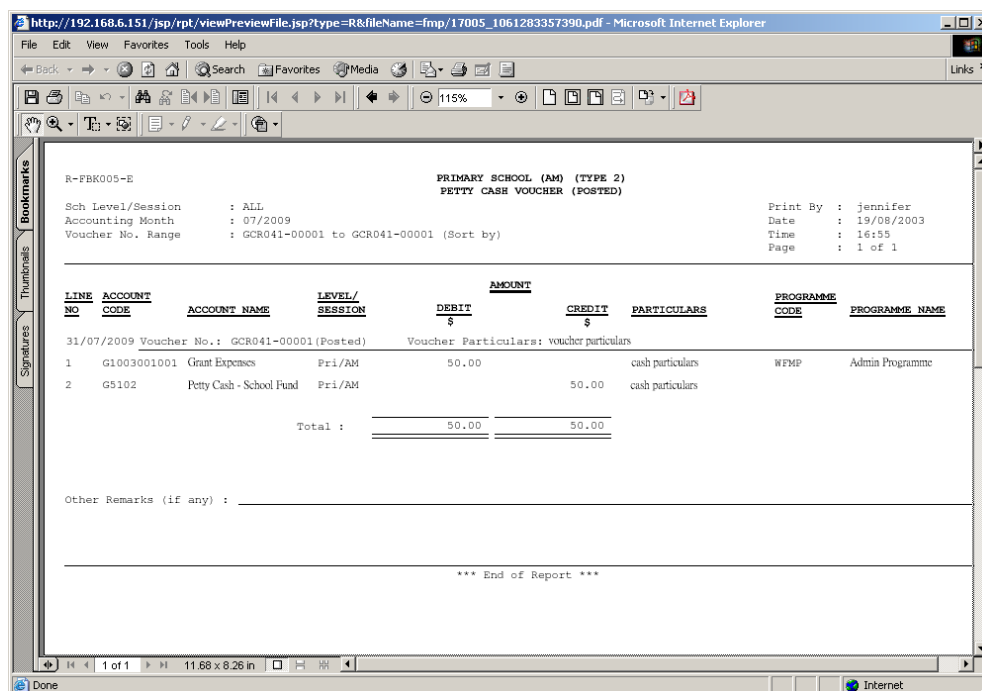 http://192.168.6.151/jsp/rpt/viewPreviewFile.jsp?type=R&fileName=fmp/17005_1061283357390.pdf - Microsoft Internet Explorer
File Edit View Favorites Tools Help
Back Search Favorites Media Links
115%
Bookmarks
Thumbnails
Signatures
R-FBK005-E PRIMARY SCHOOL (AM) (TYPE 2)
PETTY CASH VOUCHER (POSTED)
Sch Level/Session : ALL Print By : jennifer
Accounting Month : 07/2009 Date : 19/08/2003
Voucher No. Range : GCR041-00001 to GCR041-00001 (Sort by) Time : 16:55
Page : 1 of 1
AMOUNT
LINE ACCOUNT LEVEL/ PROGRAMME
NO CODE ACCOUNT NAME SESSION DEBIT CREDIT PARTICULARS CODE PROGRAMME NAME
$ $
31/07/2009 Voucher No.: GCR041-00001(Posted) Voucher Particulars: voucher particulars
1 G1003001001 Grant Expenses Pri/AM 50.00 cash particulars WFMP Admin Programme
2 G5102 Petty Cash - School Fund Pri/AM 50.00 cash particulars
Total : 50.00 50.00
Other Remarks (if any) :
*** End of Report ***
1 of 1 11.68 x 8.26 in
Done Internet